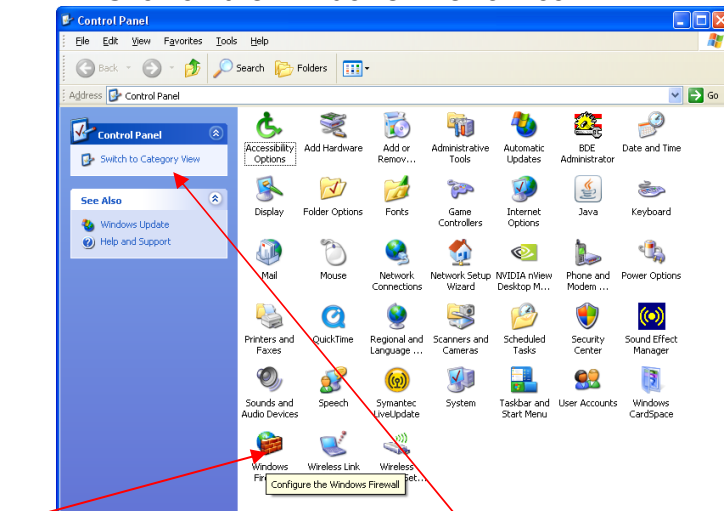 Control Panel
File Edit View Favorites Tools Help
Back Search Folders
Address Control Panel Go
Control Panel
Switch to Category View
See Also
Windows Update
Help and Support
Accessibility Options
Add Hardware
Add or Remov...
Administrative Tools
Automatic Updates
BDE Administrator
Date and Time
Display
Folder Options
Fonts
Game Controllers
Internet Options
Java
Keyboard
Mail
Mouse
Network Connections
Network Setup Wizard
NVIDIA nView Desktop M...
Phone and Modem ...
Power Options
Printers and Faxes
QuickTime
Regional and Language ...
Scanners and Cameras
Scheduled Tasks
Security Center
Sound Effect Manager
Sounds and Audio Devices
Speech
Symantec LiveUpdate
System
Taskbar and Start Menu
User Accounts
Windows CardSpace
Windows
Wireless Link
Wireless
Configure the Windows Firewall